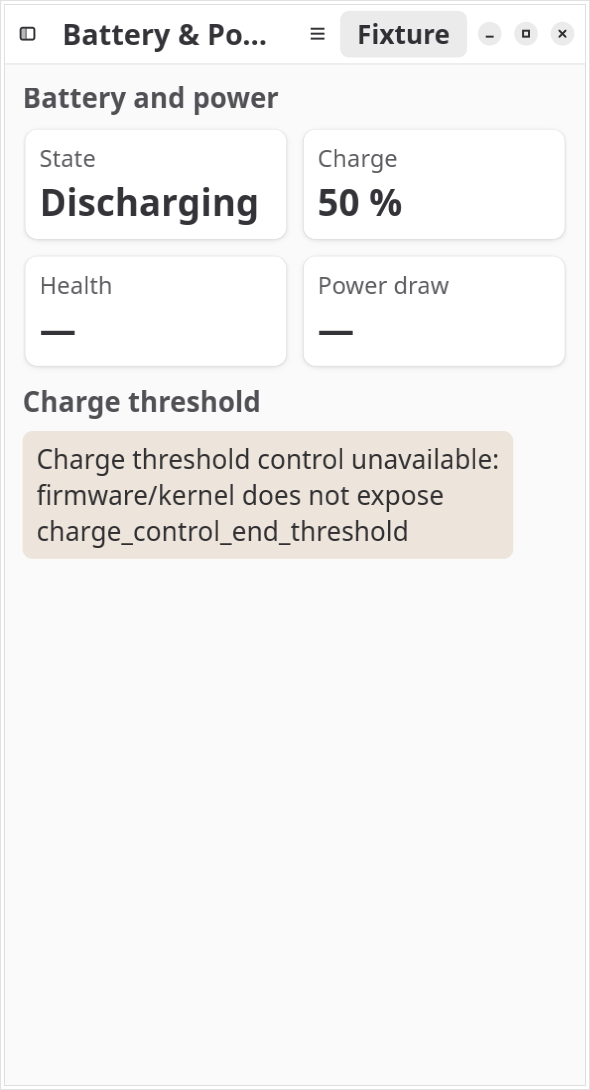 Battery & Po...
Fixture
Battery and power
State
Discharging
Charge
50 %
Health
—
Power draw
—
Charge threshold
Charge threshold control unavailable:
firmware/kernel does not expose
charge_control_end_threshold